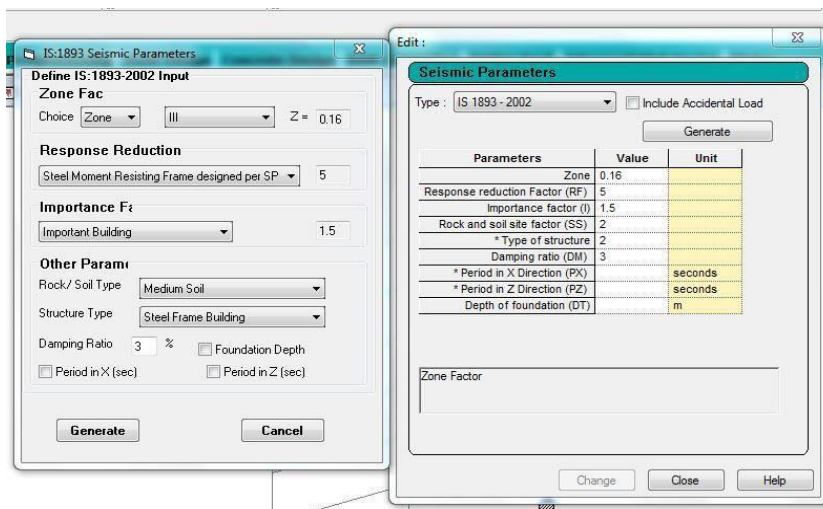 IS:1893 Seismic Parameters
Define IS:1893-2002 Input
Zone Fac
Choice Zone III Z = 0.16
Response Reduction
Steel Moment Resisting Frame designed per SP 5
Importance Fa
Important Building 1.5
Other Param
Rock/ Soil Type Medium Soil
Structure Type Steel Frame Building
Damping Ratio 3 % Foundation Depth
Period in X (sec) Period in Z (sec)
Generate Cancel
Edit :
Seismic Parameters
Type : IS 1893 - 2002 Include Accidental Load
Generate
Parameters Value Unit
Zone 0.16
Response reduction Factor (RF) 5
Importance factor (I) 1.5
Rock and soil site factor (SS) 2
* Type of structure 2
Damping ratio (DM) 3
* Period in X Direction (PX) seconds
* Period in Z Direction (PZ) seconds
Depth of foundation (DT) m
Zone Factor
Change Close Help